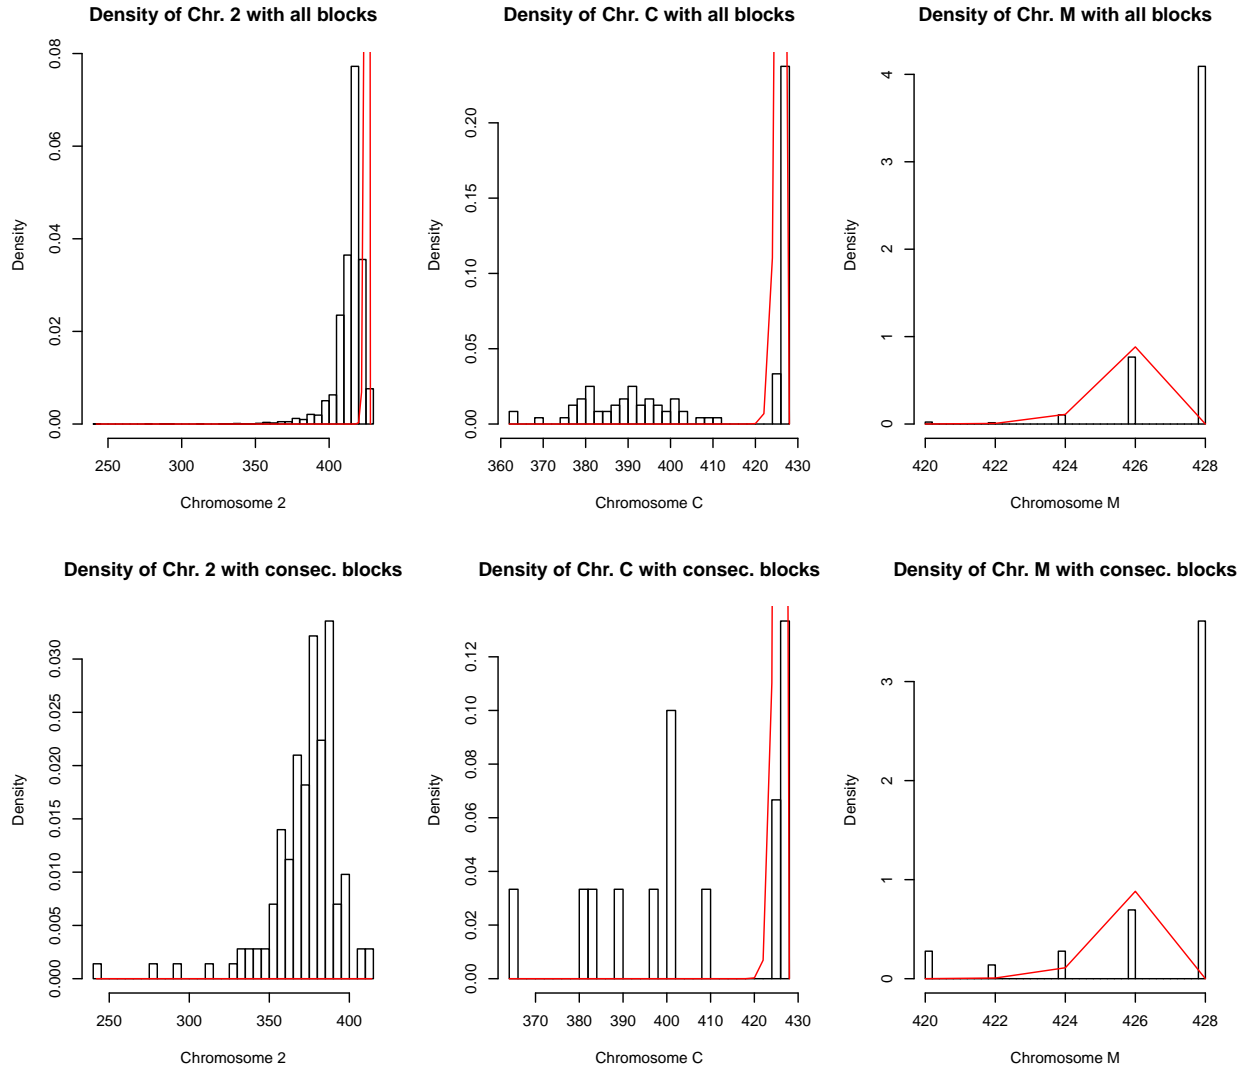 Density of Chr. 2 with all blocks
Density
0.00 0.02 0.04 0.06 0.08
250 300 350 400
Chromosome 2
Density of Chr. C with all blocks
Density
0.00 0.05 0.10 0.15 0.20
360 370 380 390 400 410 420 430
Chromosome C
Density of Chr. M with all blocks
Density
0 1 2 3 4
420 422 424 426 428
Chromosome M
Density of Chr. 2 with consec. blocks
Density
0.000 0.005 0.010 0.015 0.020 0.025 0.030
250 300 350 400
Chromosome 2
Density of Chr. C with consec. blocks
Density
0.00 0.02 0.04 0.06 0.08 0.10 0.12
370 380 390 400 410 420 430
Chromosome C
Density of Chr. M with consec. blocks
Density
0 1 2 3
420 422 424 426 428
Chromosome M